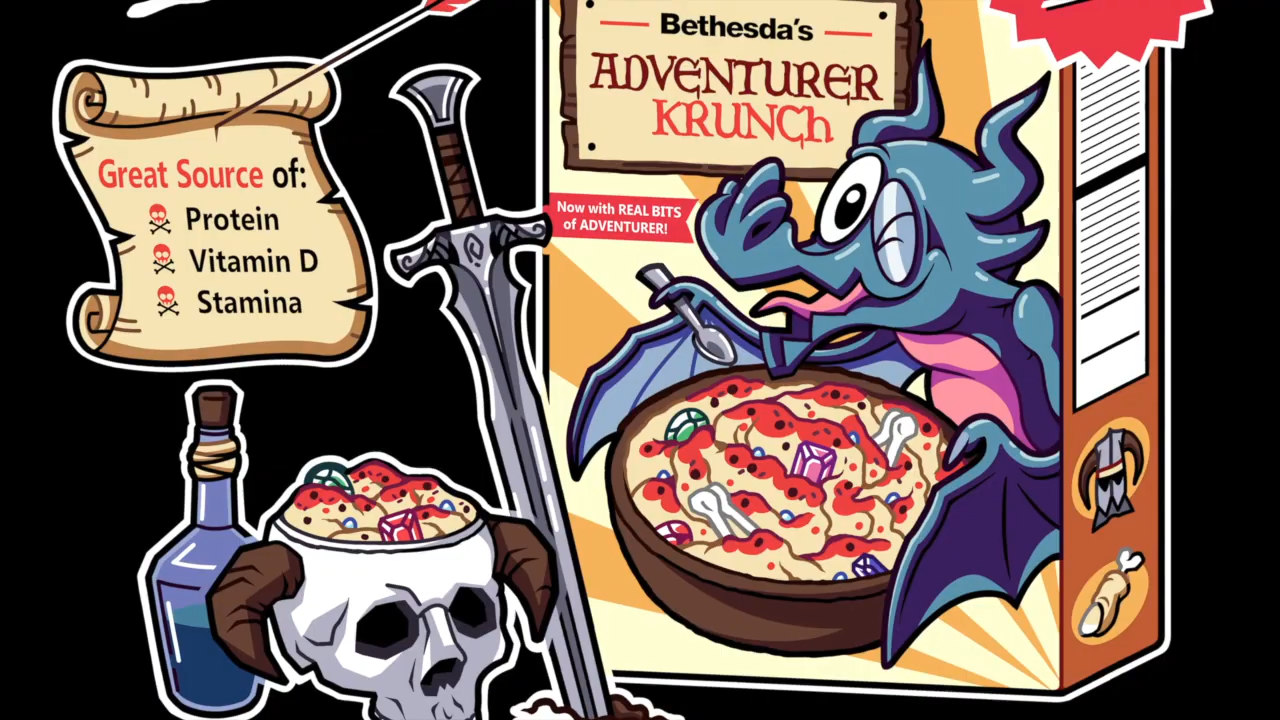 Bethesda's
ADVENTURER
KRUNCh
Great Source of:
Protein
Vitamin D
Stamina
Now with REAL BITS
of ADVENTURER!